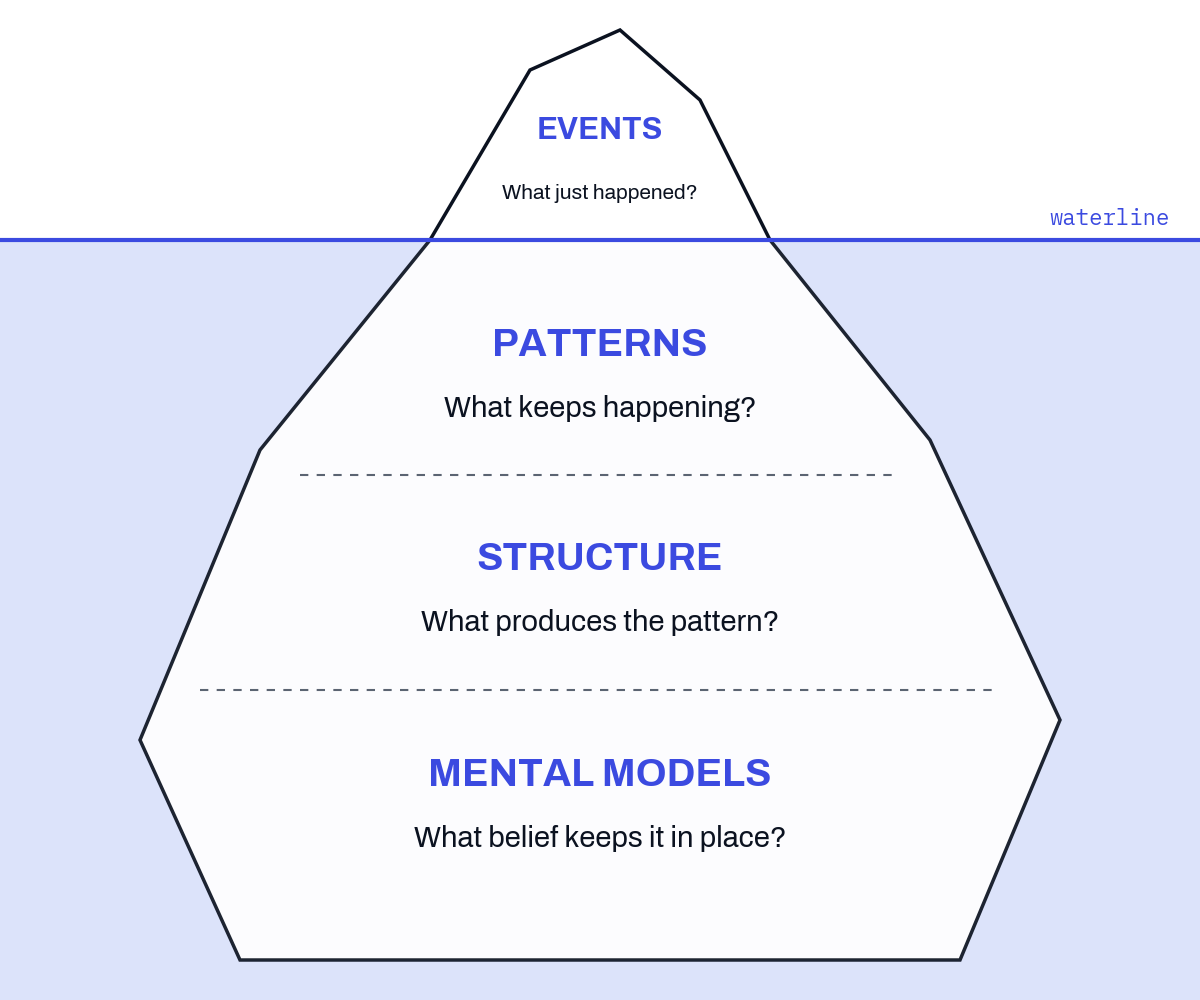 EVENTS
What just happened?
waterline
PATTERNS
What keeps happening?
STRUCTURE
What produces the pattern?
MENTAL MODELS
What belief keeps it in place?